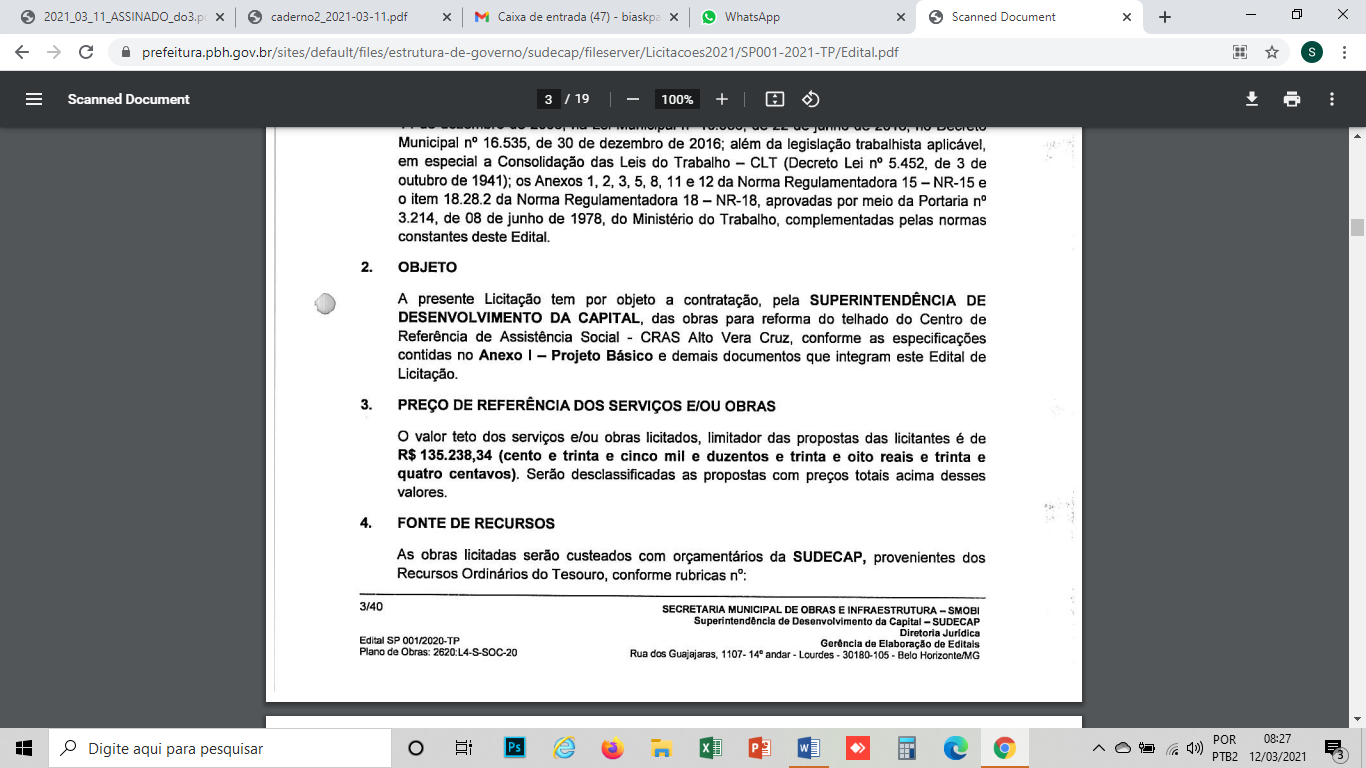 2021_03_11_ASSINADO_do3.p
caderno2_2021-03-11.pdf
Caixa de entrada (47) - biaskpa
WhatsApp
Scanned Document
prefeitura.pbh.gov.br/sites/default/files/estrutura-de-governo/sudecap/fileserver/Licitacoes2021/SP001-2021-TP/Edital.pdf
S
Scanned Document
3 / 19
100%
Municipal nº 16.535, de 30 de dezembro de 2016; além da legislação trabalhista aplicável,
em especial a Consolidação das Leis do Trabalho – CLT (Decreto Lei nº 5.452, de 3 de
outubro de 1941); os Anexos 1, 2, 3, 5, 8, 11 e 12 da Norma Regulamentadora 15 – NR-15 e
o item 18.28.2 da Norma Regulamentadora 18 – NR-18, aprovadas por meio da Portaria nº
3.214, de 08 de junho de 1978, do Ministério do Trabalho, complementadas pelas normas
constantes deste Edital.
2. OBJETO
A presente Licitação tem por objeto a contratação, pela SUPERINTENDÊNCIA DE
DESENVOLVIMENTO DA CAPITAL, das obras para reforma do telhado do Centro de
Referência de Assistência Social - CRAS Alto Vera Cruz, conforme as especificações
contidas no Anexo I – Projeto Básico e demais documentos que integram este Edital de
Licitação.
3. PREÇO DE REFERÊNCIA DOS SERVIÇOS E/OU OBRAS
O valor teto dos serviços e/ou obras licitados, limitador das propostas das licitantes é de
R$ 135.238,34 (cento e trinta e cinco mil e duzentos e trinta e oito reais e trinta e
quatro centavos). Serão desclassificadas as propostas com preços totais acima desses
valores.
4. FONTE DE RECURSOS
As obras licitadas serão custeados com orçamentários da SUDECAP, provenientes dos
Recursos Ordinários do Tesouro, conforme rubricas nº:
3/40
SECRETARIA MUNICIPAL DE OBRAS E INFRAESTRUTURA – SMOBI
Superintendência de Desenvolvimento da Capital – SUDECAP
Diretoria Jurídica
Gerência de Elaboração de Editais
Rua dos Guajajaras, 1107- 14º andar - Lourdes - 30180-105 - Belo Horizonte/MG
Edital SP 001/2020-TP
Plano de Obras: 2620:L4-S-SOC-20
Digite aqui para pesquisar
Ps
POR
PTB2
08:27
12/03/2021
3